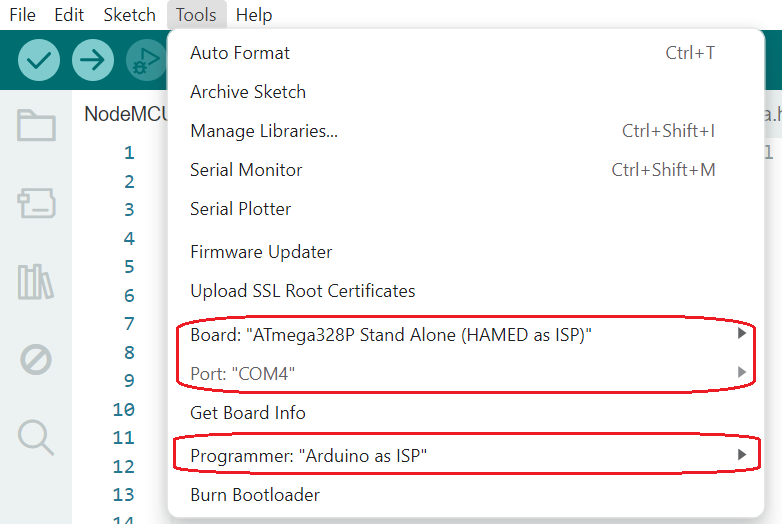 File Edit Sketch Tools Help
Auto Format Ctrl+T
Archive Sketch
NodeMCU
Manage Libraries... Ctrl+Shift+I
1
Serial Monitor Ctrl+Shift+M
2
3
Serial Plotter
4
Firmware Updater
5
Upload SSL Root Certificates
6
7
Board: "ATmega328P Stand Alone (HAMED as ISP)"
8
Port: "COM4"
9
10
Get Board Info
11
Programmer: "Arduino as ISP"
12
Burn Bootloader
13